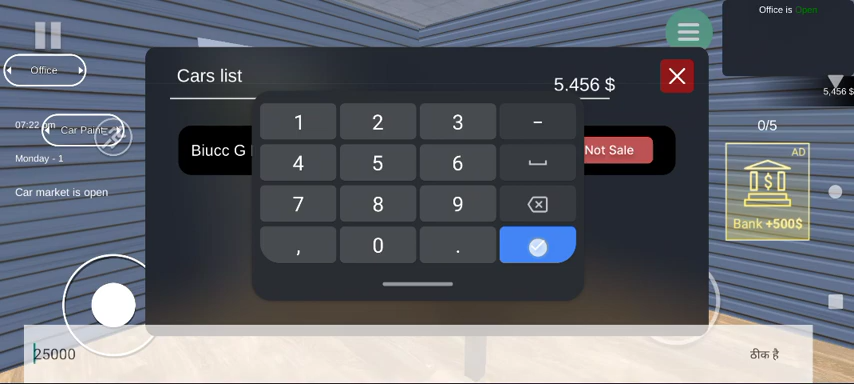 Office is Open
Office
Cars list
5.456 $
5,456 $
07:22 pm
Car Paint
0/5
Monday - 1
Car market is open
Biucc G
Not Sale
AD
Bank +500$
1 2 3 -
4 5 6
7 8 9
, 0 .
25000
ठीक है